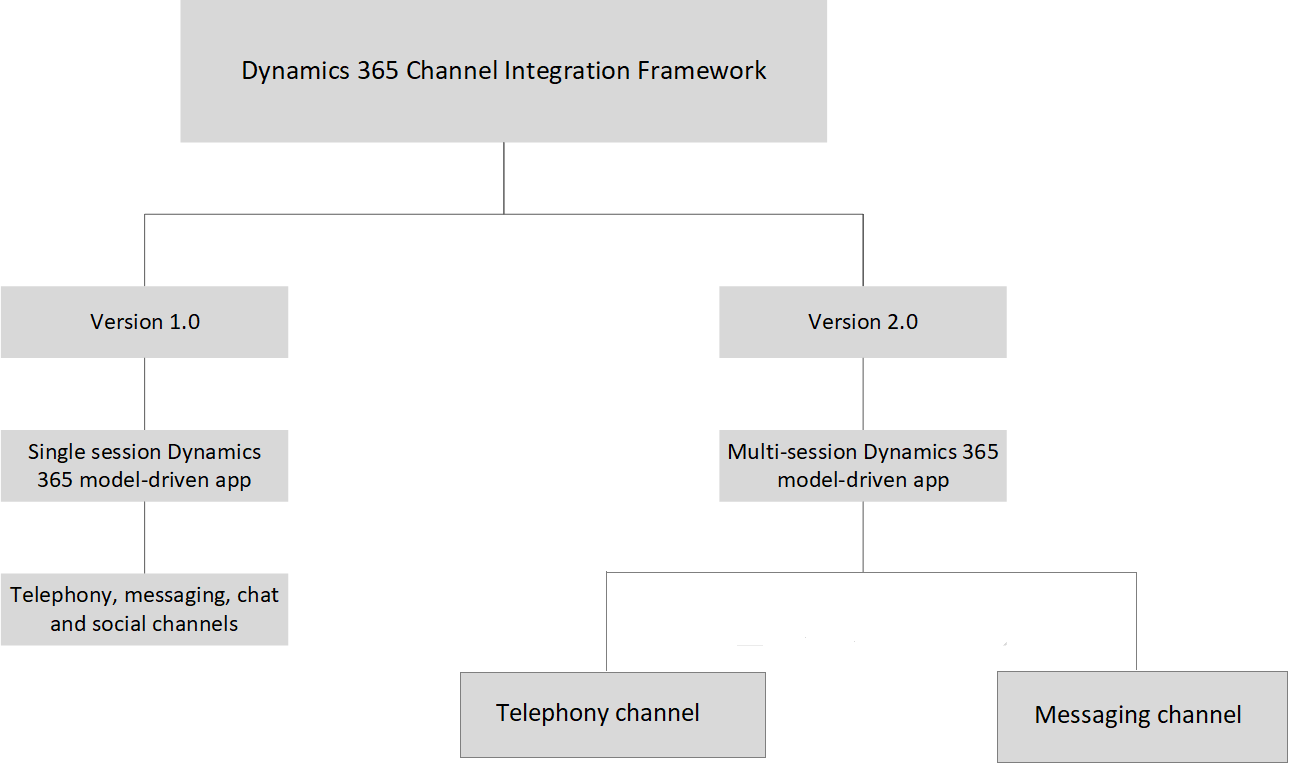 Dynamics 365 Channel Integration Framework
Version 1.0
Version 2.0
Single session Dynamics
365 model-driven app
Multi-session Dynamics 365
model-driven app
Telephony, messaging, chat
and social channels
Telephony channel
Messaging channel